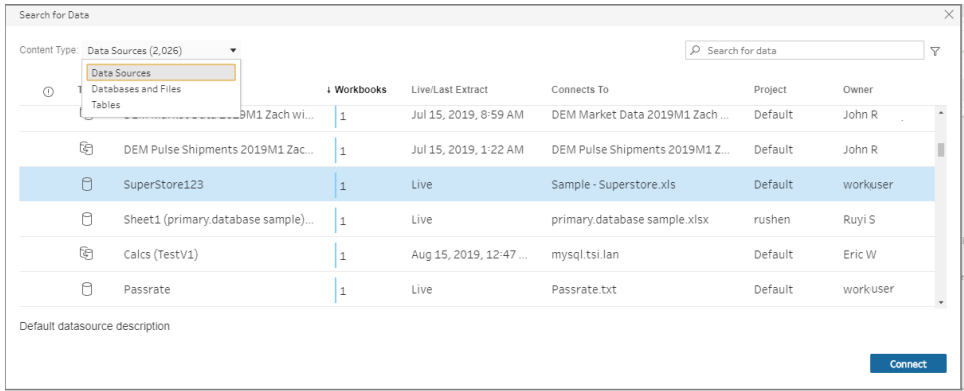 Search for Data
Content Type: Data Sources (2,026)
Search for data
Data Sources
Databases and Files
Tables
↓ Workbooks Live/Last Extract Connects To Project Owner
M1 Zach wi... 1 Jul 15, 2019, 8:59 AM DEM Market Data 2019M1 Zach ... Default John R
DEM Pulse Shipments 2019M1 Zac... 1 Jul 15, 2019, 1:22 AM DEM Pulse Shipments 2019M1 Z... Default John R
SuperStore123 1 Live Sample - Superstore.xls Default workuser
Sheet1 (primary.database sample)... 1 Live primary.database sample.xlsx rushen Ruyi S
Calcs (TestV1) 1 Aug 15, 2019, 12:47 ... mysql.tsi.lan Default Eric W
Passrate 1 Live Passrate.txt Default workuser
Default datasource description
Connect